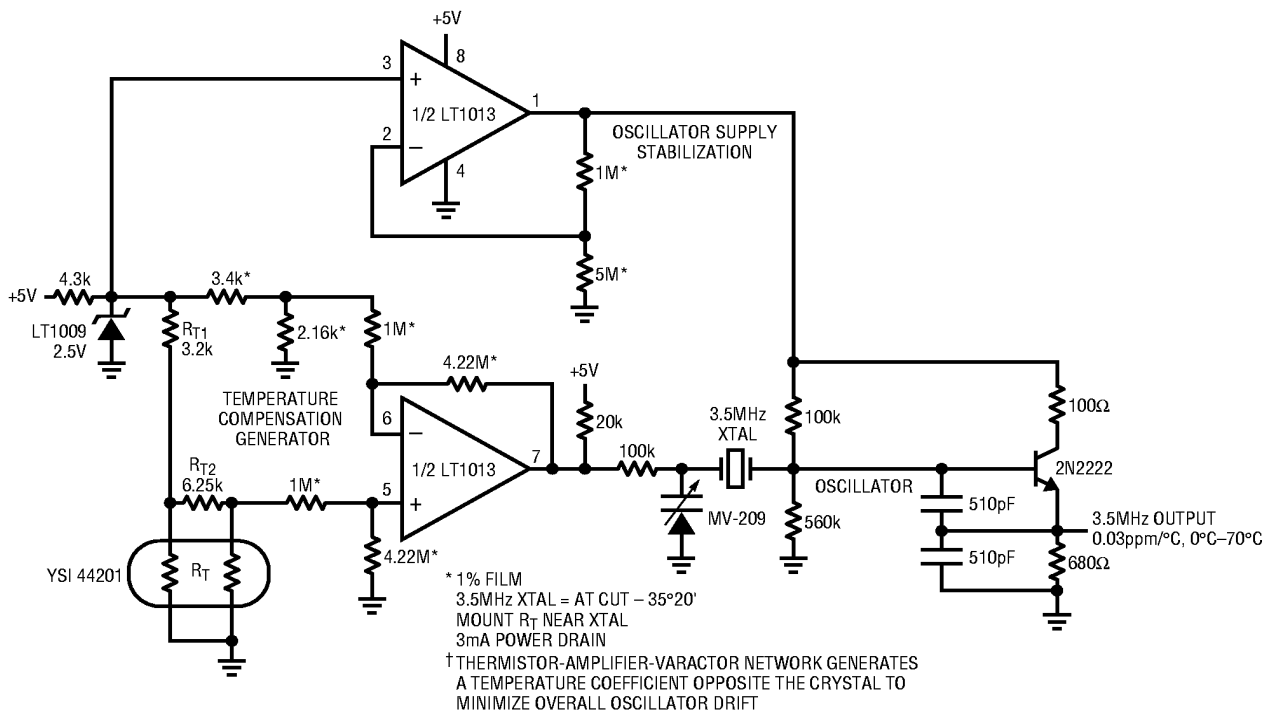 +5V
3
8
+
1/2 LT1013
1
2
−
4
OSCILLATOR SUPPLY
STABILIZATION
1M*
5M*
4.3k
+5V
3.4k*
LT1009
2.5V
RT1
3.2k
2.16k*
1M*
4.22M*
+5V
TEMPERATURE
COMPENSATION
GENERATOR
6
−
1/2 LT1013
7
20k
100k
3.5MHz
XTAL
100k
100Ω
RT2
6.25k
1M*
5
+
MV-209
OSCILLATOR
2N2222
510pF
560k
4.22M*
3.5MHz OUTPUT
0.03ppm/°C, 0°C–70°C
510pF
680Ω
YSI 44201
RT
* 1% FILM
3.5MHz XTAL = AT CUT – 35°20'
MOUNT RT NEAR XTAL
3mA POWER DRAIN
† THERMISTOR-AMPLIFIER-VARACTOR NETWORK GENERATES
A TEMPERATURE COEFFICIENT OPPOSITE THE CRYSTAL TO
MINIMIZE OVERALL OSCILLATOR DRIFT